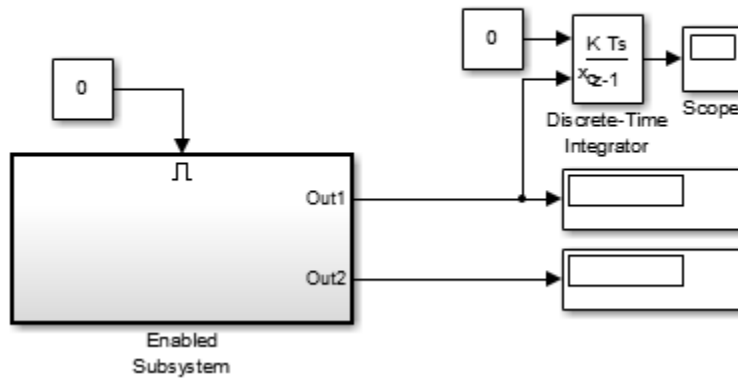 0
K Ts
x₀ z-1
Scope
0
Discrete-Time
Integrator
Out1
Out2
Enabled
Subsystem